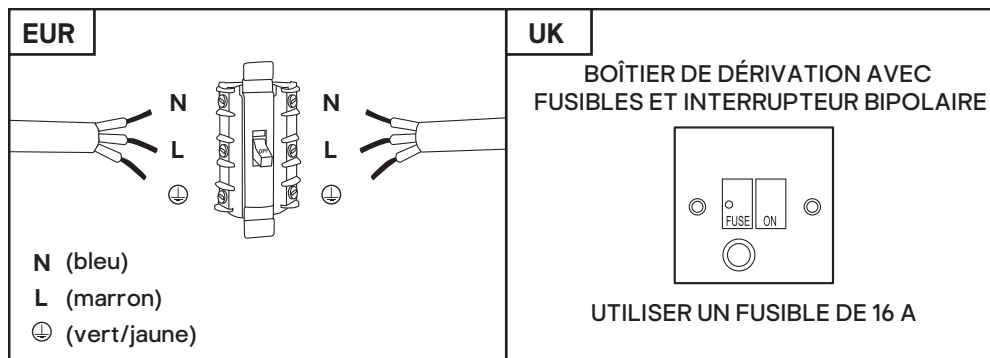 EUR
N
L
⏚
OFF
N
L
⏚
N (bleu)
L (marron)
⏚ (vert/jaune)
UK
BOÎTIER DE DÉRIVATION AVEC
FUSIBLES ET INTERRUPTEUR BIPOLAIRE
FUSE ON
UTILISER UN FUSIBLE DE 16 A